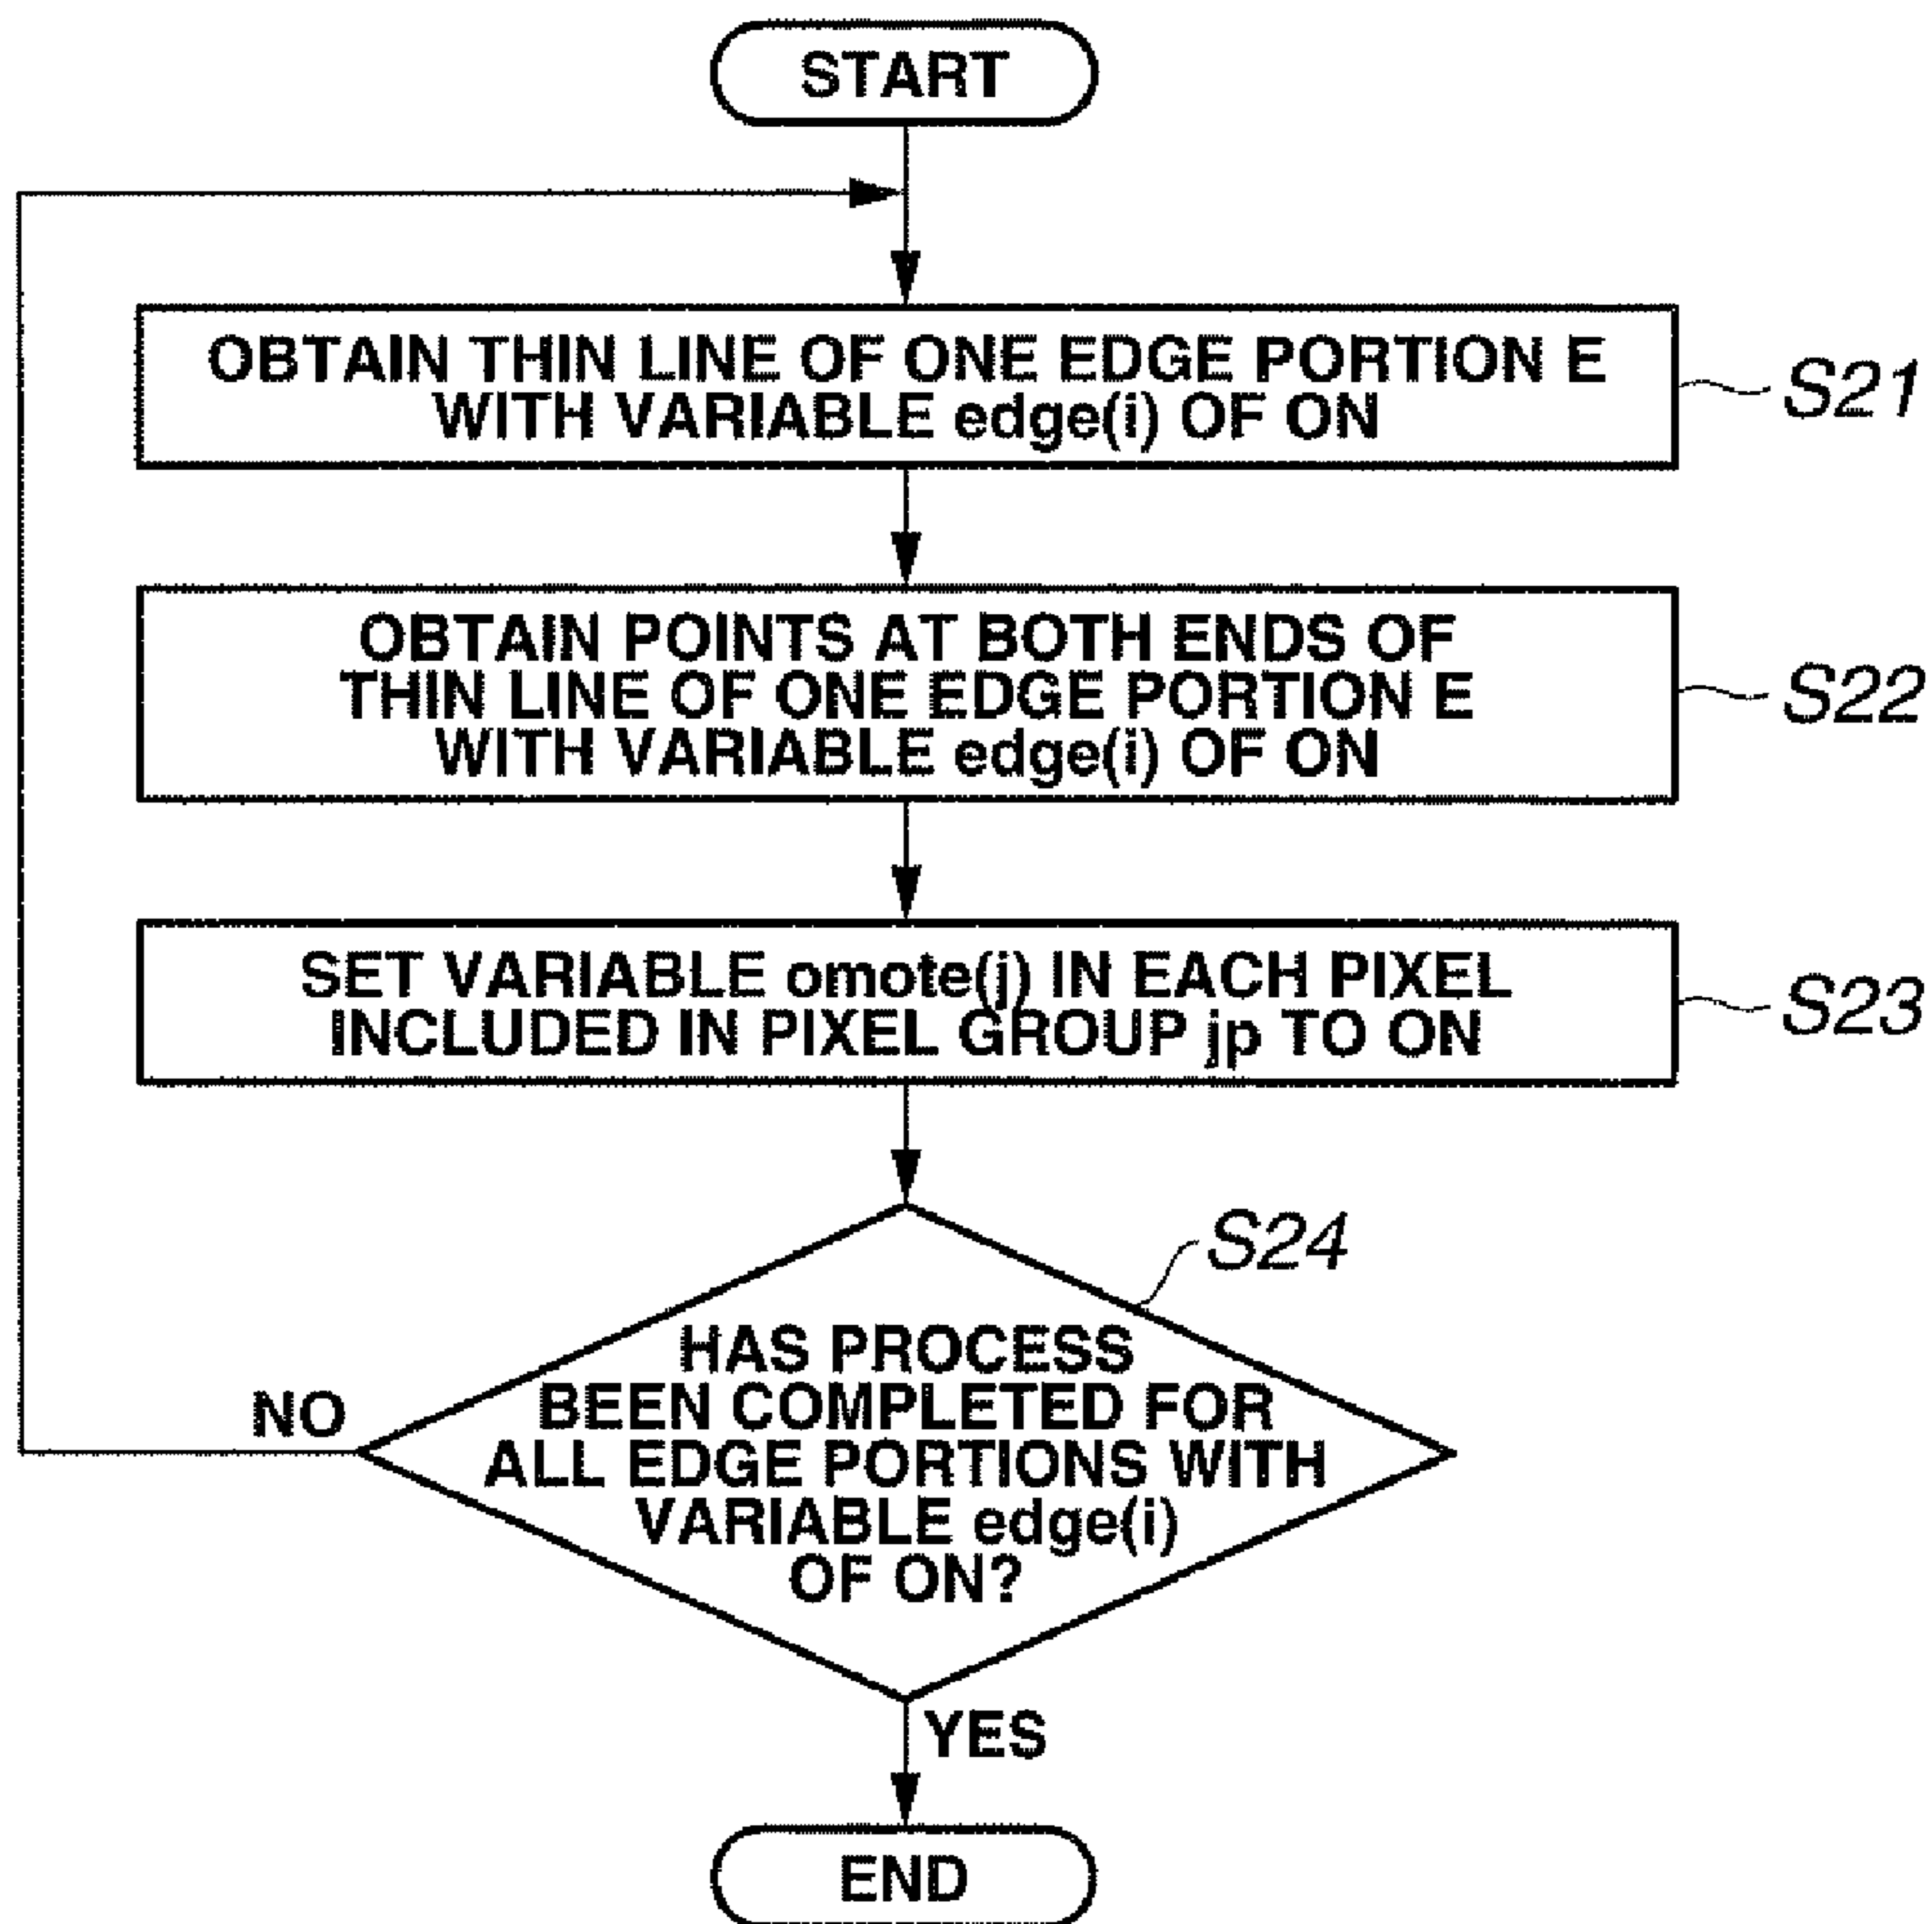 START
OBTAIN THIN LINE OF ONE EDGE PORTION E
WITH VARIABLE edge(i) OF ON
S21
OBTAIN POINTS AT BOTH ENDS OF
THIN LINE OF ONE EDGE PORTION E
WITH VARIABLE edge(i) OF ON
S22
SET VARIABLE omote(j) IN EACH PIXEL
INCLUDED IN PIXEL GROUP jp TO ON
S23
S24
HAS PROCESS
BEEN COMPLETED FOR
ALL EDGE PORTIONS WITH
VARIABLE edge(i)
OF ON?
NO
YES
END